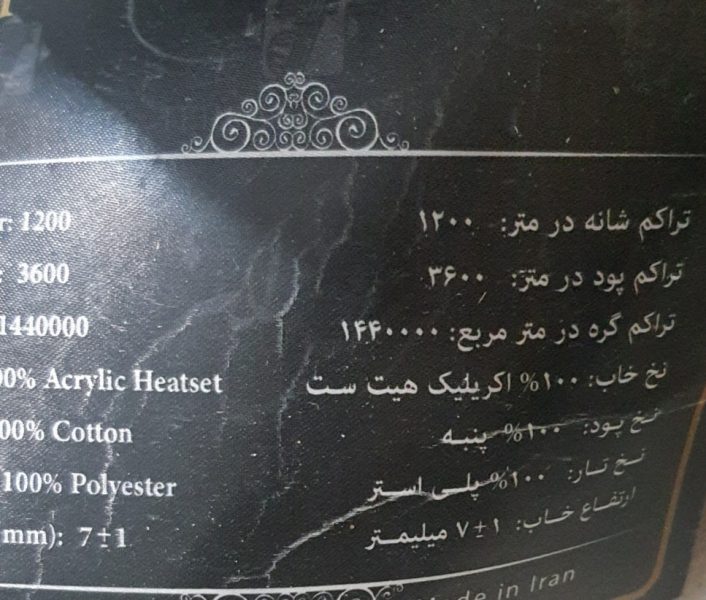 r: 1200 تراکم شانه در متر: ۱۲۰۰
: 3600 تراکم پود در متر: ۳۶۰۰
1440000 تراکم گره در متر مربع: ۱۴۴۰۰۰۰
00% Acrylic Heatset نخ خاب: ۱۰۰% اکریلیک هیت ست
00% Cotton نخ پود: ۱۰۰% پنبه
100% Polyester نخ تار: ۱۰۰% پلی استر
mm): 7±1 ارتفاع خاب: ۷±۱ میلیمتر
de in Iran